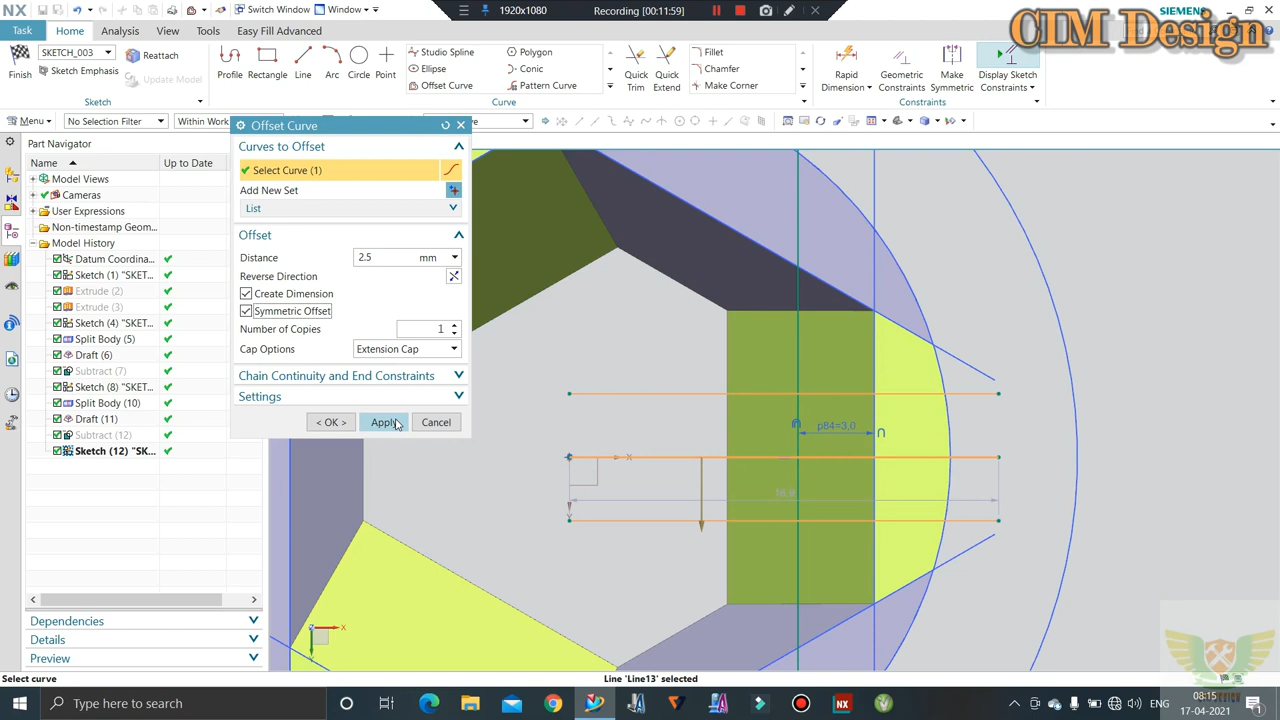 NX Switch Window Window 1920x1080 Recording [00:11:59] SIEMENS
CIM Design
Task Home Analysis View Tools Easy Fill Advanced
SKETCH_003 Reattach
Finish Sketch Emphasis Update Model
Sketch
Profile Rectangle Line Arc Circle Point
Studio Spline Polygon
Ellipse Conic
Offset Curve Pattern Curve
Quick Trim Quick Extend
Fillet
Chamfer
Make Corner
Curve
Rapid Dimension Geometric Constraints Make Symmetric Display Sketch Constraints
Constraints
Menu No Selection Filter Within Work
Part Navigator
Name Up to Date
Model Views
Cameras
User Expressions
Non-timestamp Geom...
Model History
Datum Coordina...
Sketch (1) "SKET...
Extrude (2)
Extrude (3)
Sketch (4) "SKET...
Split Body (5)
Draft (6)
Subtract (7)
Sketch (8) "SKET...
Split Body (10)
Draft (11)
Subtract (12)
Sketch (12) "SK...
Dependencies
Details
Preview
Offset Curve
Curves to Offset
Select Curve (1)
Add New Set
List
Offset
Distance 2.5 mm
Reverse Direction
Create Dimension
Symmetric Offset
Number of Copies 1
Cap Options Extension Cap
Chain Continuity and End Constraints
Settings
< OK > Apply Cancel
p84=3,0
X
16,9
Y
Z X
Y
Select curve Line 'Line13' selected
CIM DESIGN
Type here to search
ENG 08:15
17-04-2021
1